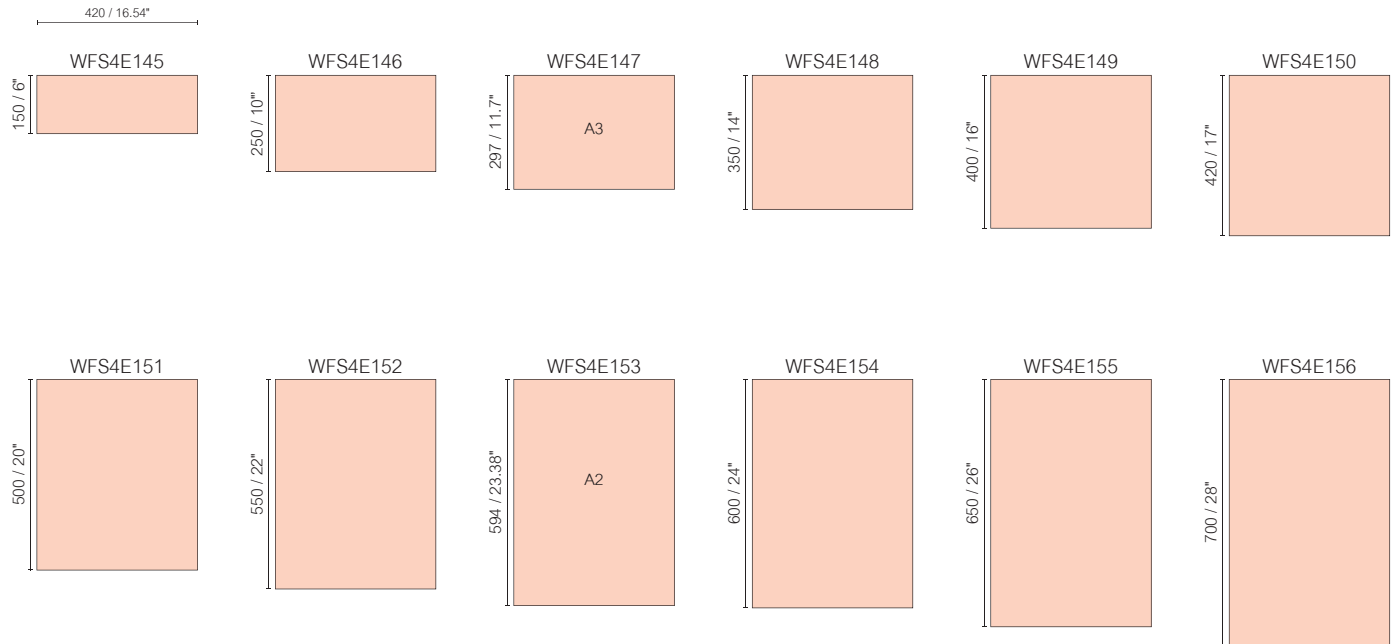 420 / 16.54"
WFS4E145
WFS4E146
WFS4E147
WFS4E148
WFS4E149
WFS4E150
150 / 6"
250 / 10'"
297 / 11.7"
A3
350 / 14"
400 / 16"
420 / 17"
WFS4E151
WFS4E152
WFS4E153
WFS4E154
WFS4E155
WFS4E156
500 / 20"
550 / 22"
594 / 23.38"
A2
600 / 24"
650 / 26"
700 / 28"